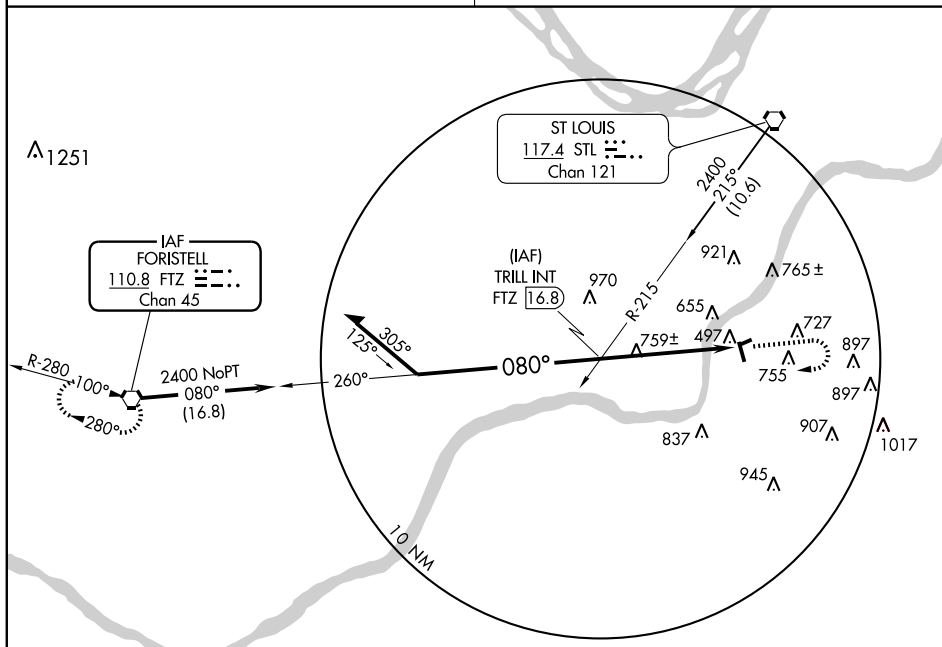 1251
ST LOUIS
117.4 STL
Chan 121
2400
215°
(10.6)
IAF
FORISTELL
110.8 FTZ
Chan 45
(IAF)
TRILL INT
FTZ 16.8
970
921
765 ±
R-215
655
497
759±
727
897
755
897
305°
125°
080°
R-280
100°
2400 NoPT
080°
(16.8)
260°
280°
837
907
1017
945
10 NM